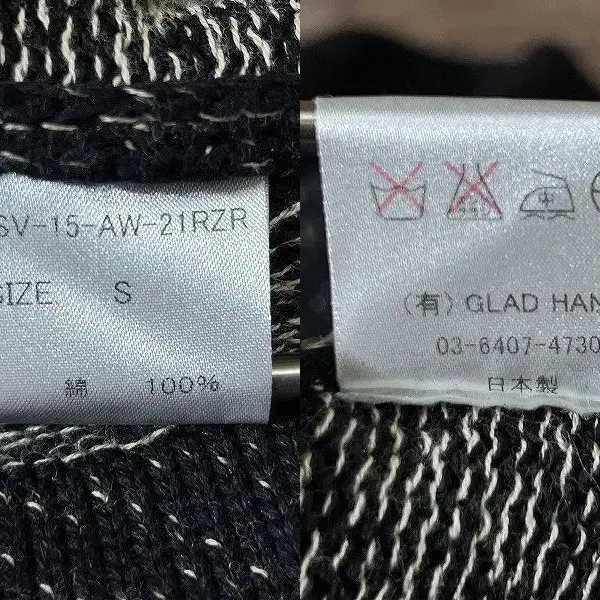 SV-15-AW-21RZR
SIZE S
綿 100%
(有) GLAD HAN
03-6407-4730
日本製